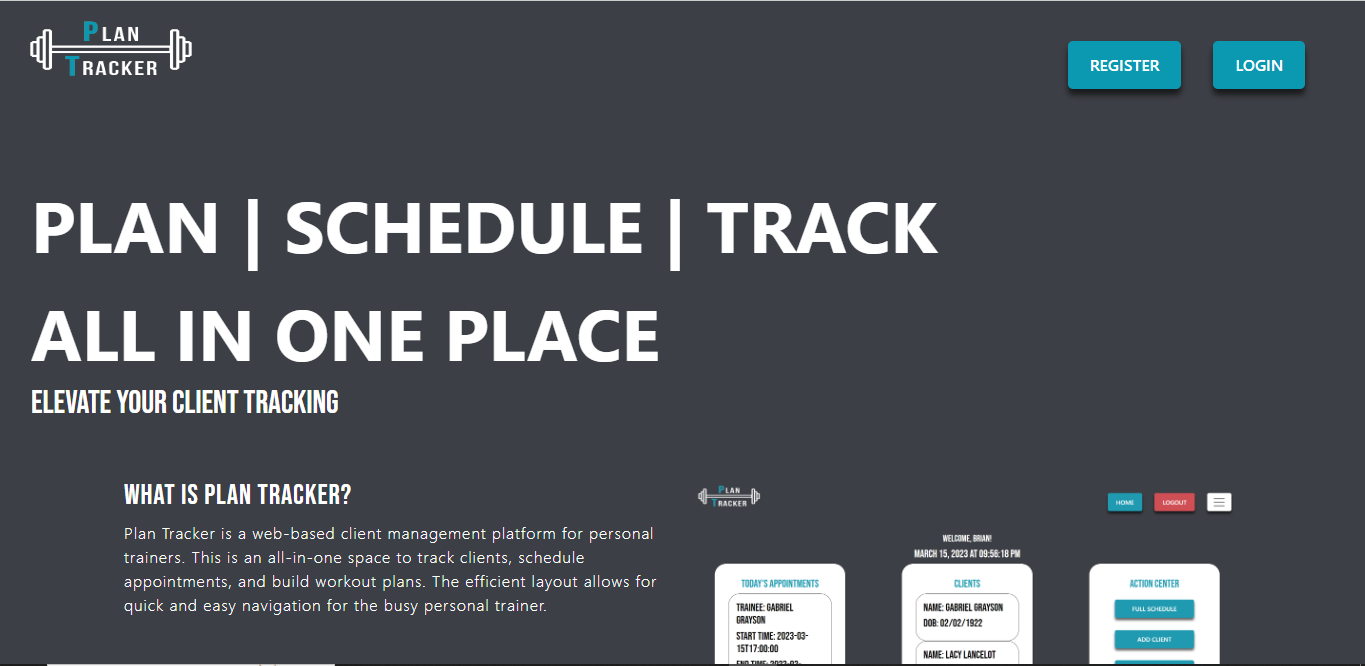 PLAN
TRACKER
REGISTER
LOGIN
PLAN | SCHEDULE | TRACK
ALL IN ONE PLACE
ELEVATE YOUR CLIENT TRACKING
WHAT IS PLAN TRACKER?
Plan Tracker is a web-based client management platform for personal
trainers. This is an all-in-one space to track clients, schedule
appointments, and build workout plans. The efficient layout allows for
quick and easy navigation for the busy personal trainer.
PLAN
TRACKER
HOME
LOGOUT
WELCOME, BRIAN!
MARCH 15, 2023 AT 09:56:18 PM
TODAY'S APPOINTMENTS
TRAINEE: GABRIEL
GRAYSON
START TIME: 2023-03-
15T17:00:00
END TIME: 2023-03-
CLIENTS
NAME: GABRIEL GRAYSON
DOB: 02/02/1922
NAME: LACY LANCELOT
ACTION CENTER
FULL SCHEDULE
ADD CLIENT